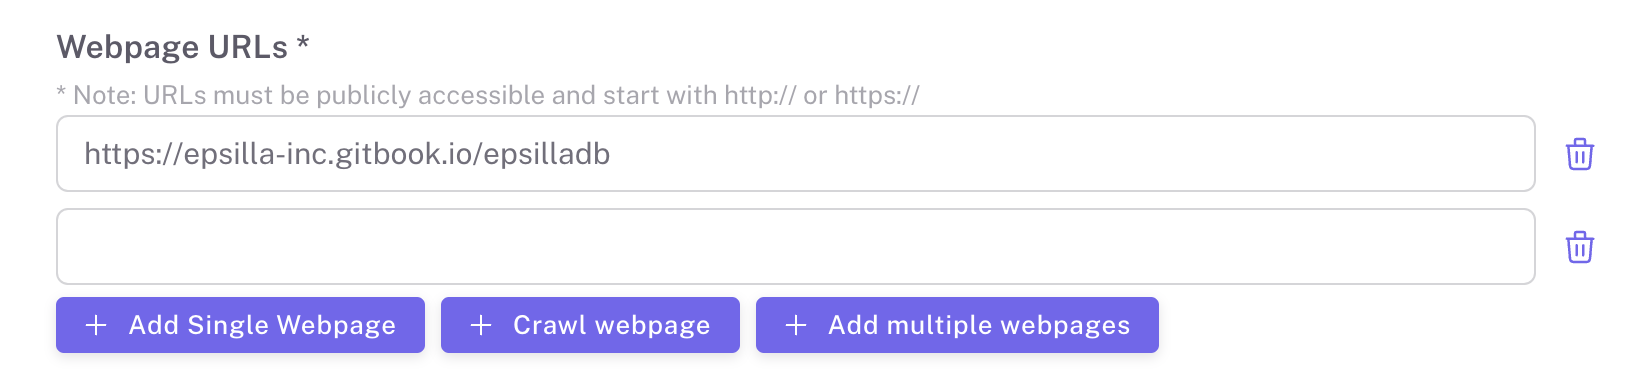 Webpage URLs *
* Note: URLs must be publicly accessible and start with http:// or https://
https://epsilla-inc.gitbook.io/epsilladb
+ Add Single Webpage + Crawl webpage + Add multiple webpages